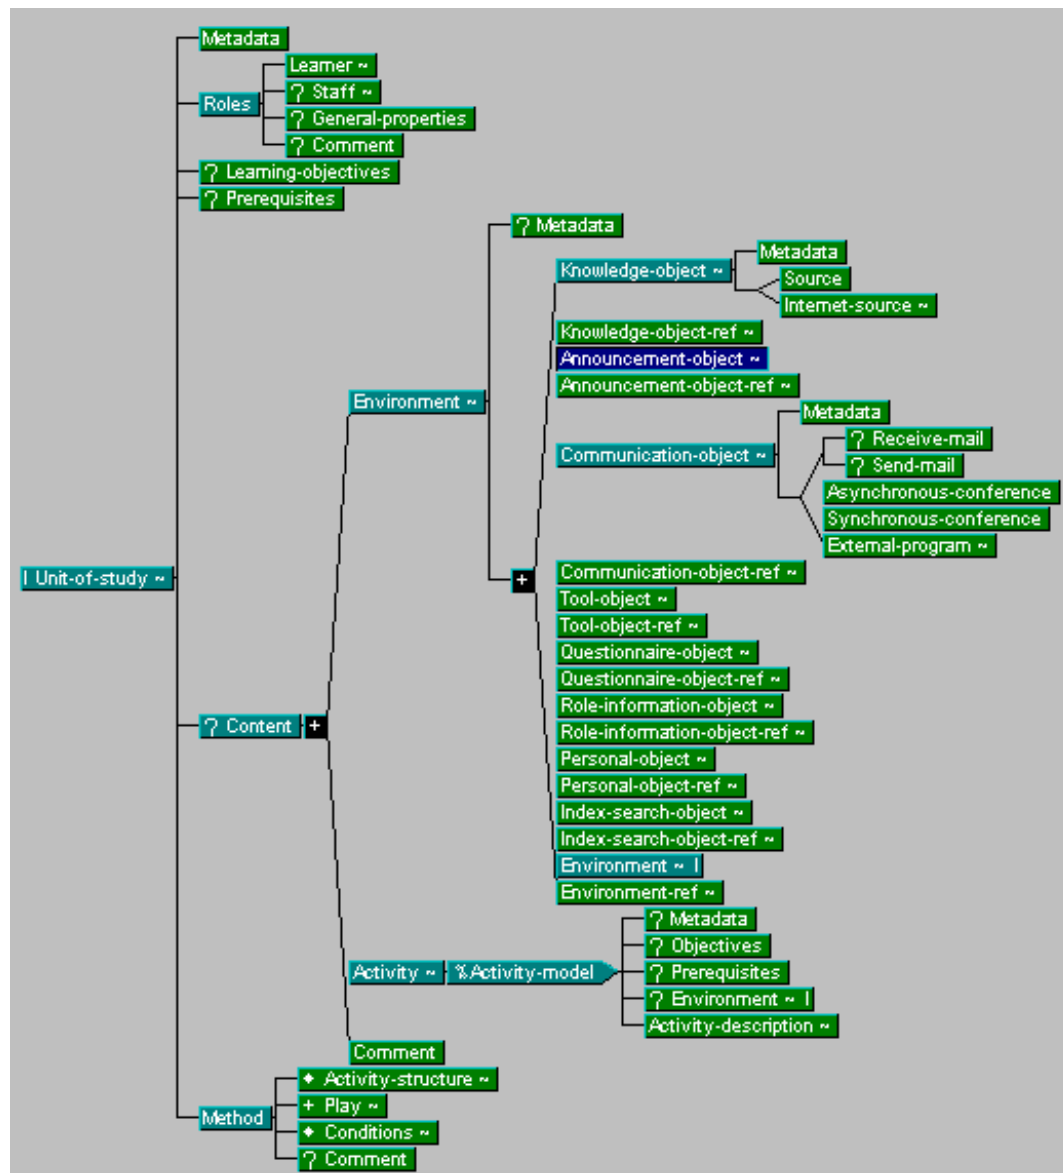 Metadata
Learner ~
? Staff ~
Roles
? General-properties
? Comment
? Learning-objectives
? Prerequisites
? Metadata
Metadata
Knowledge-object ~
Source
Internet-source ~
Knowledge-object-ref ~
Announcement-object ~
Announcement-object-ref ~
Environment ~
Metadata
? Receive-mail
Communication-object ~
? Send-mail
Asynchronous-conference
Synchronous-conference
External-program ~
| Unit-of-study ~
+
Communication-object-ref ~
Tool-object ~
Tool-object-ref ~
Questionnaire-object ~
Questionnaire-object-ref ~
Role-information-object ~
? Content +
Role-information-object-ref ~
Personal-object ~
Personal-object-ref ~
Index-search-object ~
Index-search-object-ref ~
Environment ~ |
Environment-ref ~
? Metadata
? Objectives
Activity ~ %Activity-model
? Prerequisites
? Environment ~ |
Activity-description ~
Comment
◆ Activity-structure ~
+ Play ~
Method
◆ Conditions ~
? Comment